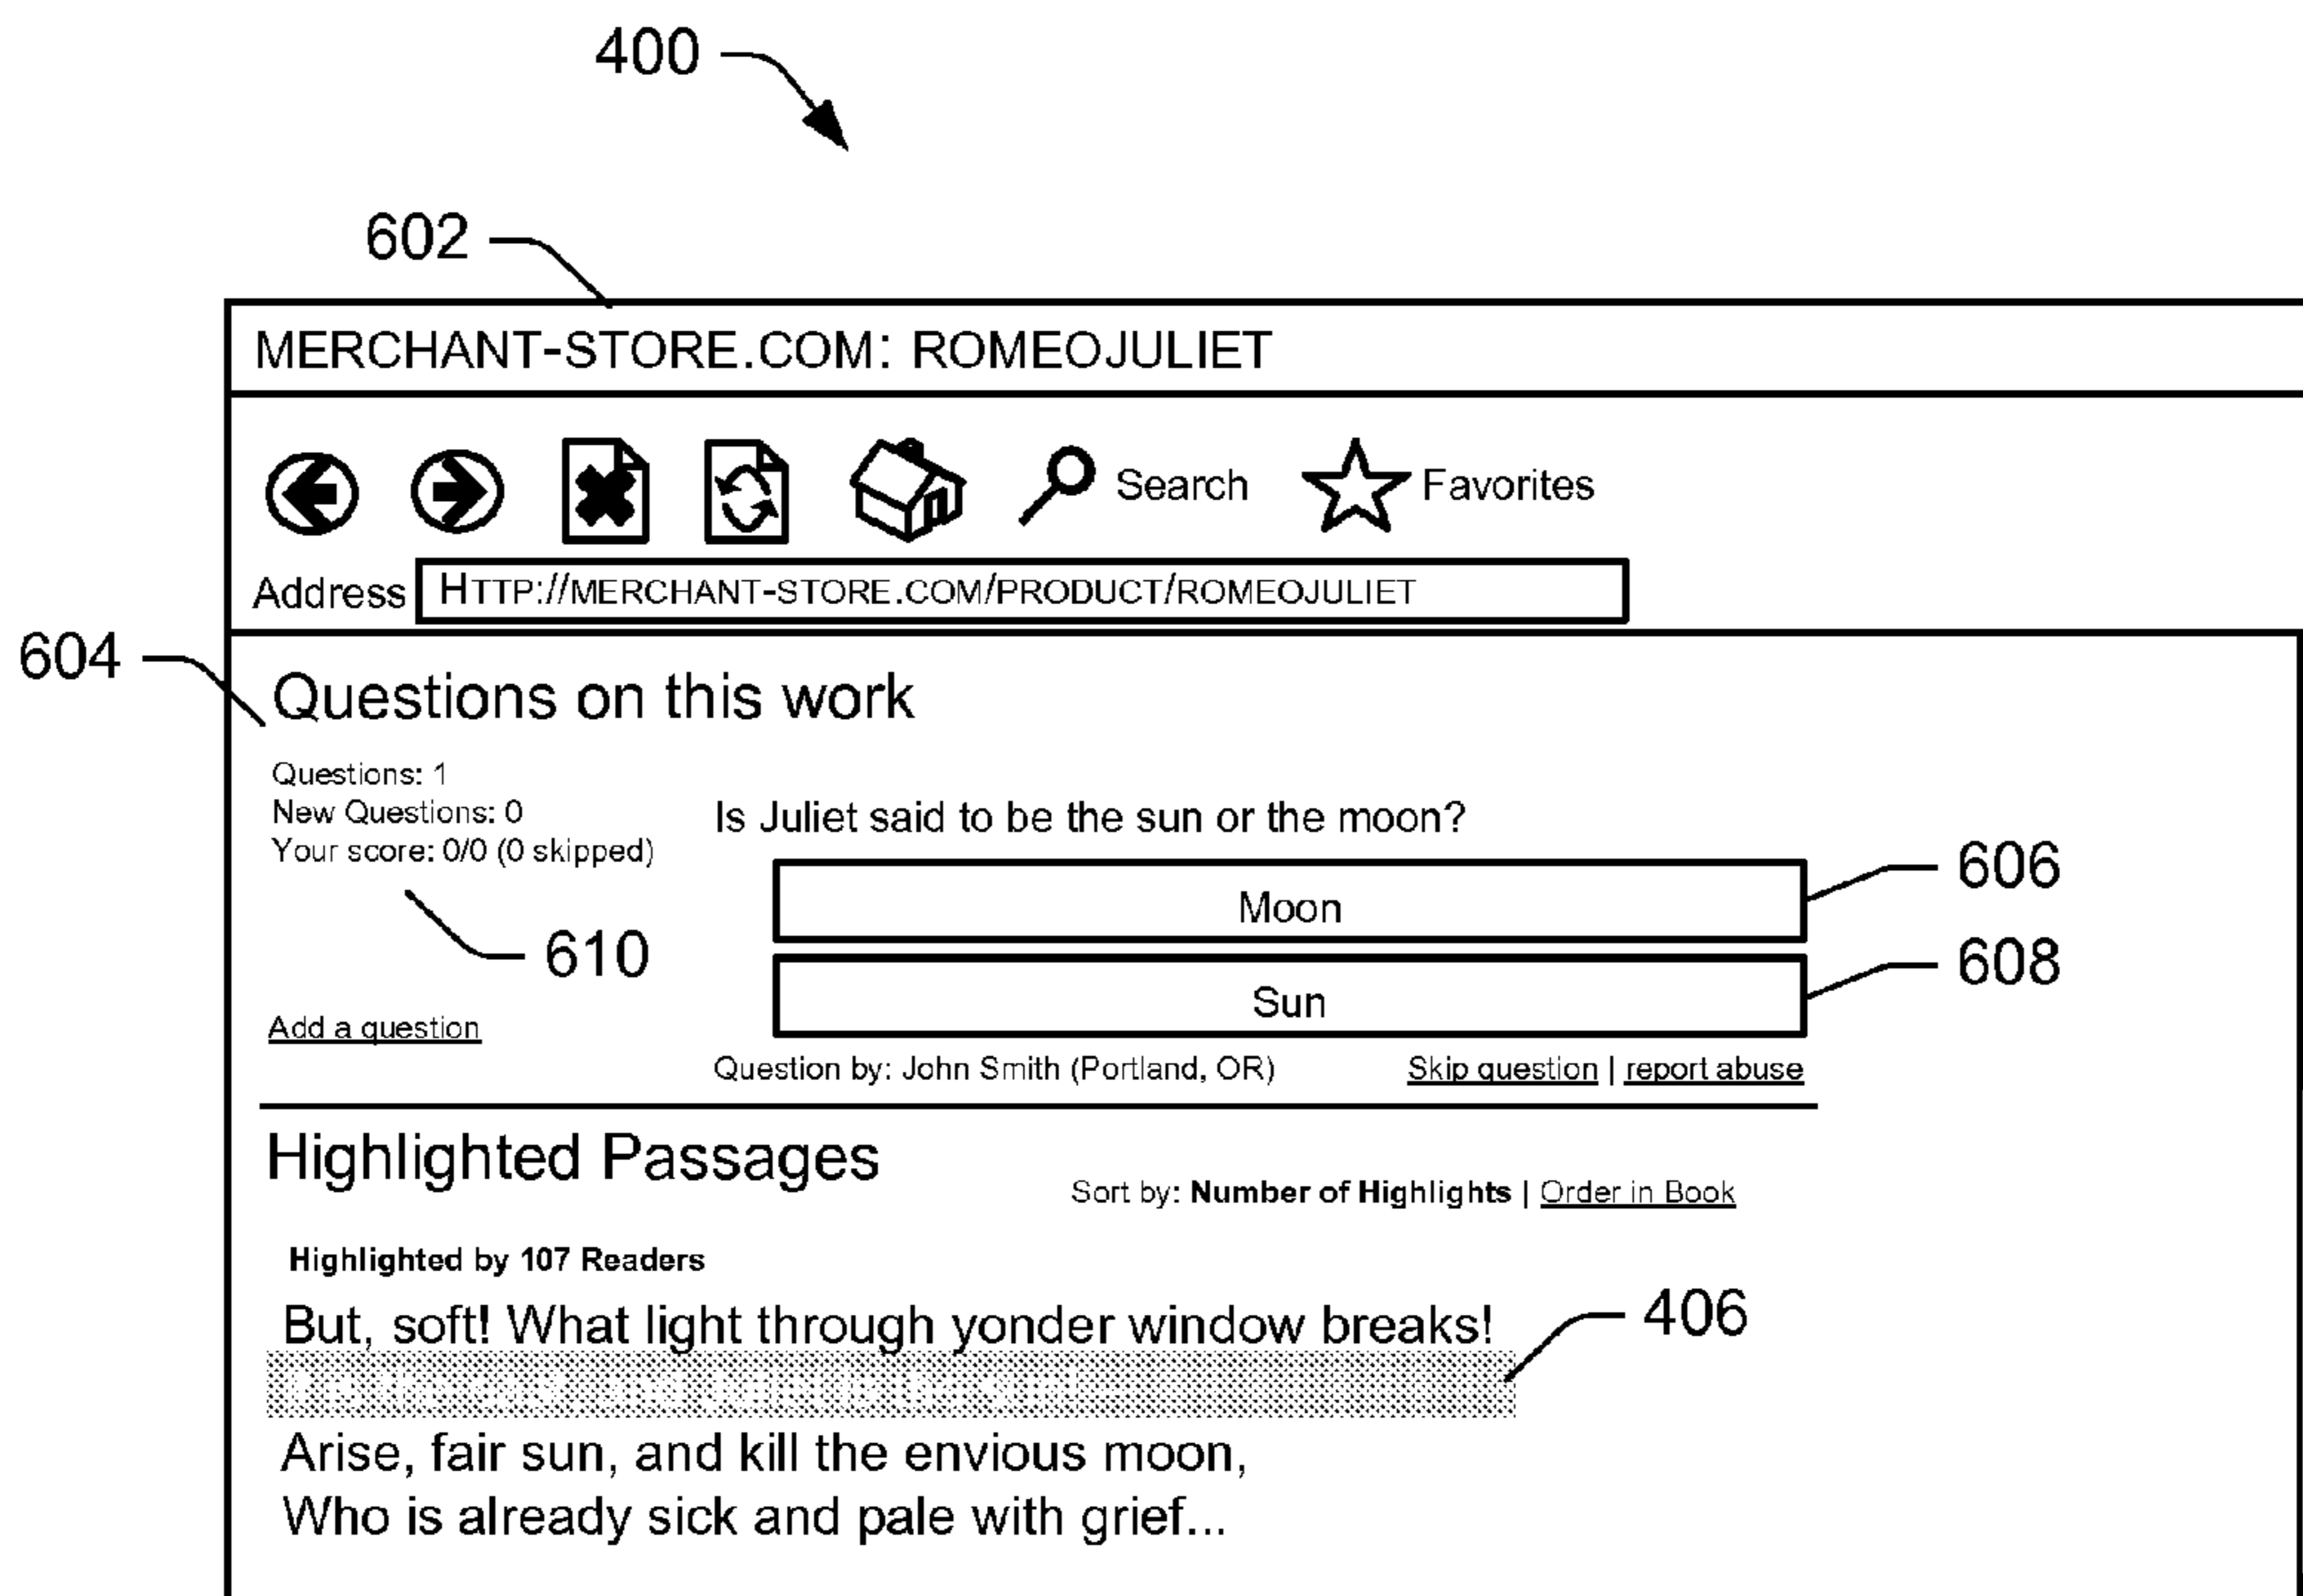 400
602
MERCHANT-STORE.COM: ROMEOJULIET
Search Favorites
Address HTTP://MERCHANT-STORE.COM/PRODUCT/ROMEOJULIET
604
Questions on this work
Questions: 1
New Questions: 0
Your score: 0/0 (0 skipped)
610
Add a question
Is Juliet said to be the sun or the moon?
Moon
606
Sun
608
Question by: John Smith (Portland, OR) Skip question | report abuse
Highlighted Passages
Sort by: Number of Highlights | Order in Book
Highlighted by 107 Readers
But, soft! What light through yonder window breaks!
406
Arise, fair sun, and kill the envious moon,
Who is already sick and pale with grief...